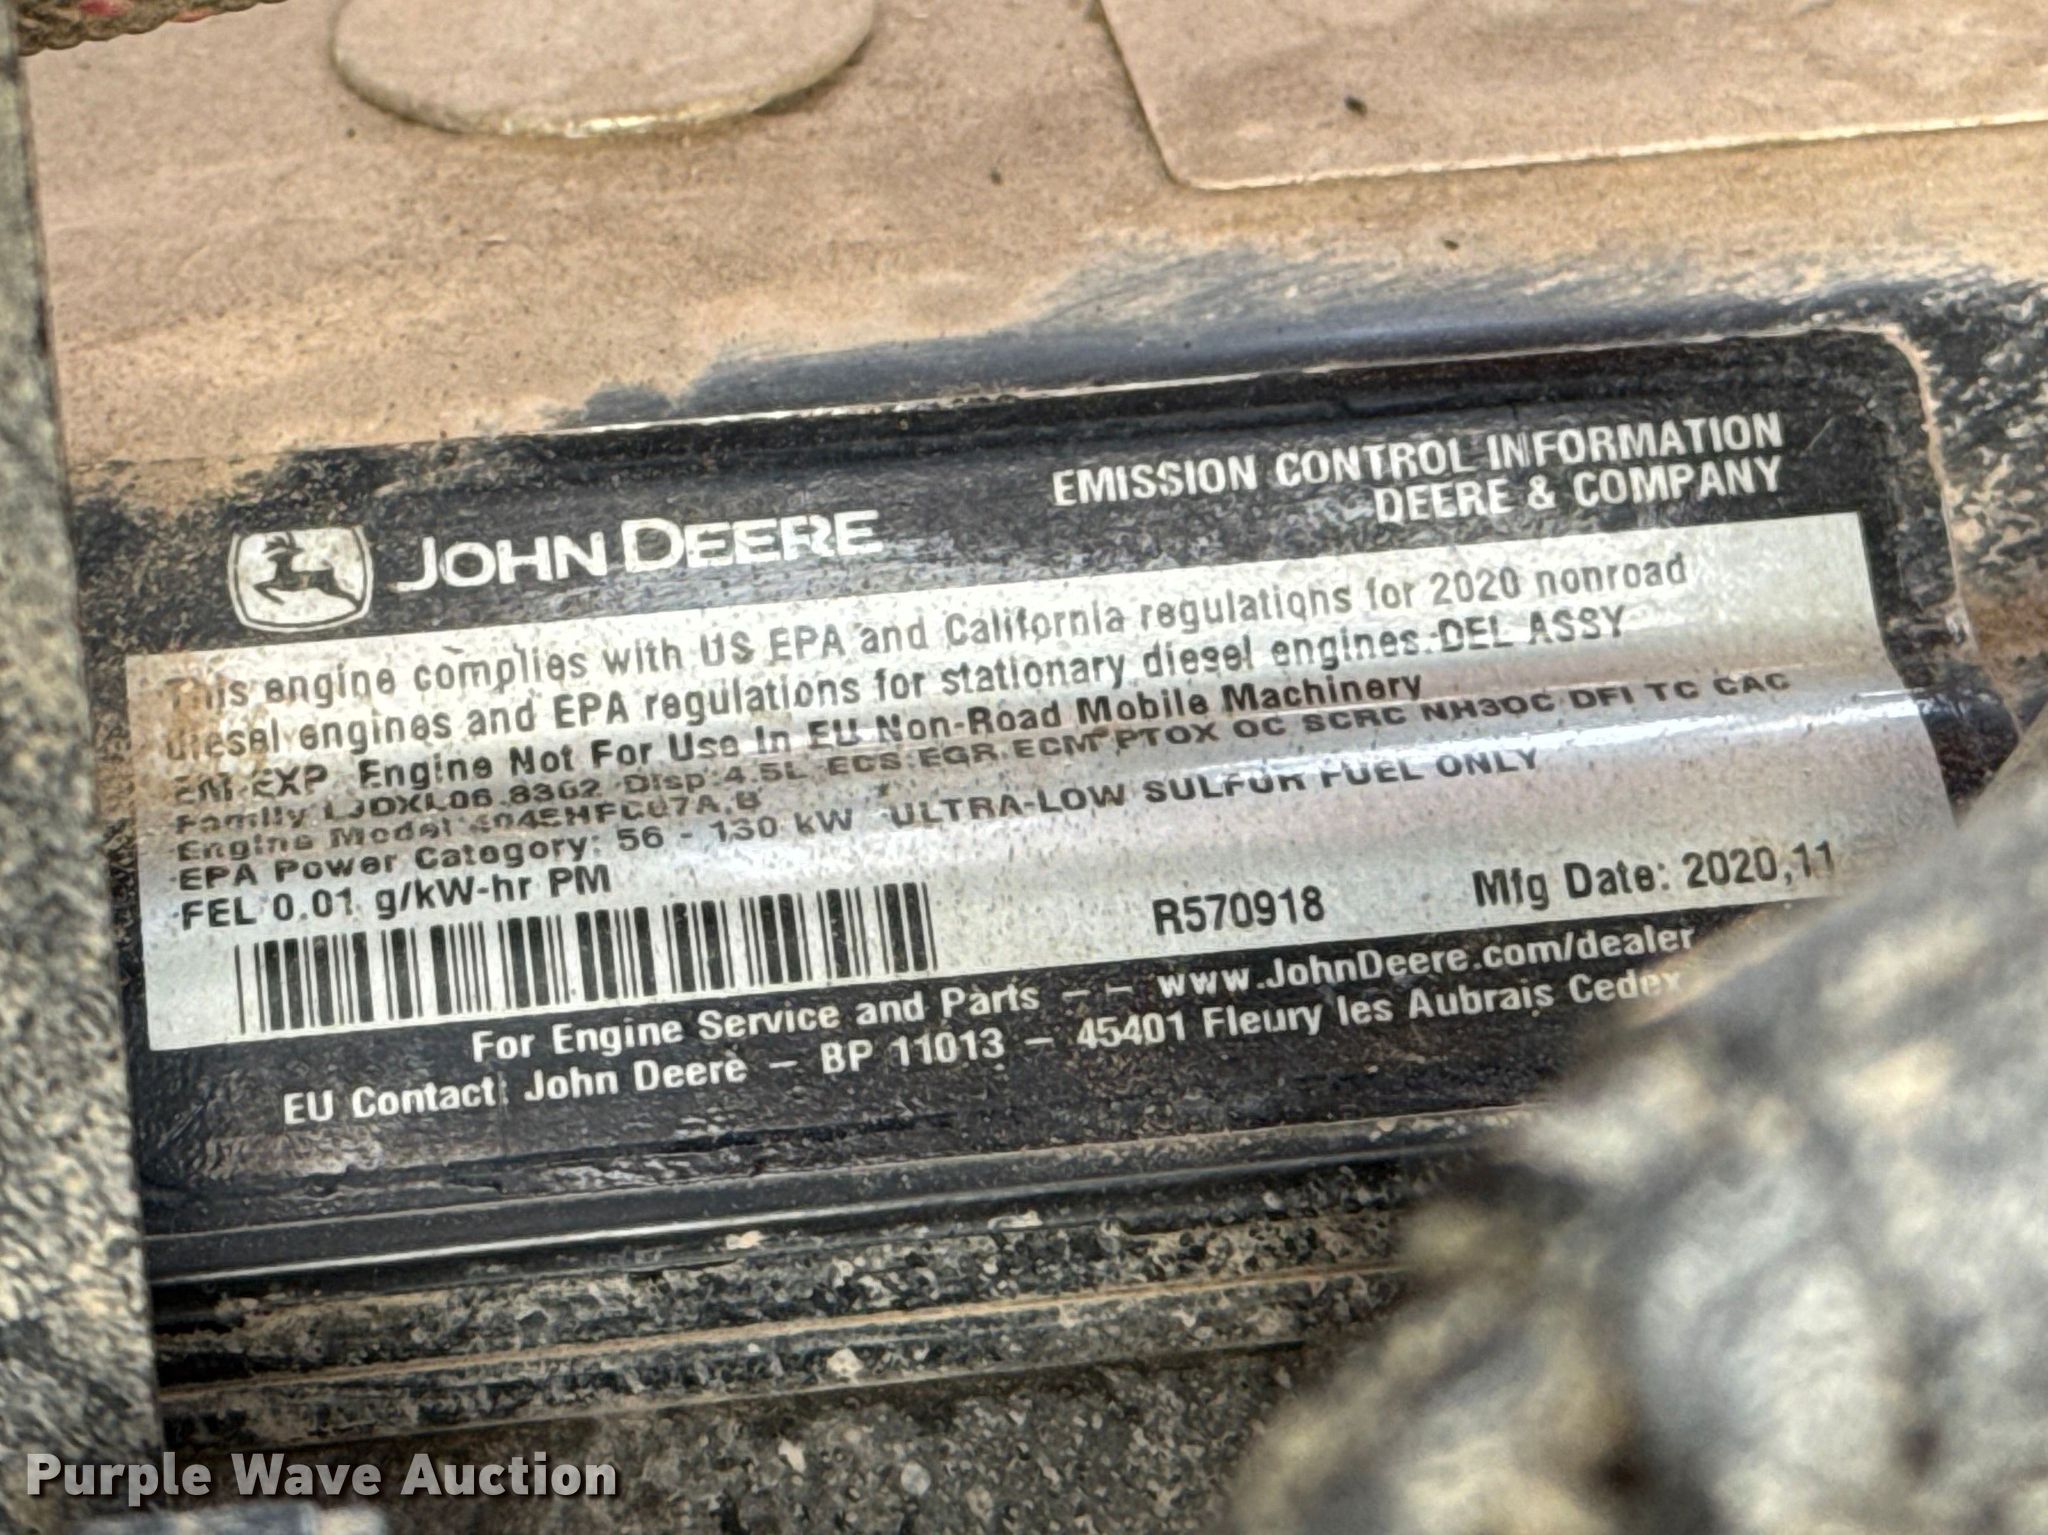 EMISSION CONTROL INFORMATION
DEERE & COMPANY
JOHN DEERE
This engine complies with US EPA and California regulations for 2020 nonroad
diesel engines and EPA regulations for stationary diesel engines. DEL ASSY
EM-EXP Engine Not For Use In EU Non-Road Mobile Machinery
Family LJDXL06.8302 Disp 4.5L ECS EGR ECM PTOX OC SCRC NH3OC DFI TC CAC
Engine Model
EPA Power Category: 56 - 130 kW ULTRA-LOW SULFUR FUEL ONLY
FEL 0.01 g/kW-hr PM
R570918
Mfg Date: 2020,11
For Engine Service and Parts -- www.JohnDeere.com/dealer
EU Contact: John Deere - BP 11013 - 45401 Fleury les Aubrais Cedex
Purple Wave Auction